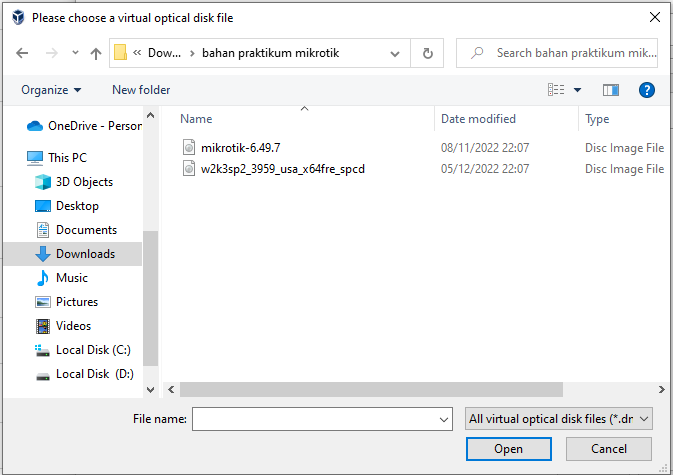 Please choose a virtual optical disk file
Dow... bahan praktikum mikrotik
Search bahan praktikum mik...
Organize
New folder
?
Name
Date modified
Type
OneDrive - Person
This PC
3D Objects
Desktop
Documents
Downloads
Music
Pictures
Videos
Local Disk (C:)
Local Disk (D:)
mikrotik-6.49.7 08/11/2022 22:07 Disc Image File
w2k3sp2_3959_usa_x64fre_spcd 05/12/2022 22:07 Disc Image File
File name:
All virtual optical disk files (*.dr
Open
Cancel